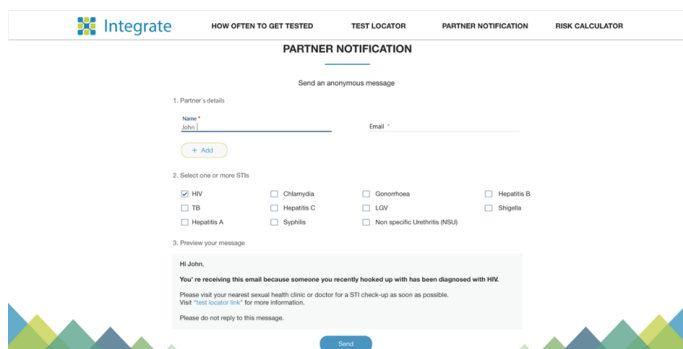 Integrate
HOW OFTEN TO GET TESTED TEST LOCATOR PARTNER NOTIFICATION RISK CALCULATOR
PARTNER NOTIFICATION
Send an anonymous message
1. Partner's details
Name *
John
Email *
+ Add
2. Select one or more STIs
HIV Chlamydia Gonorrhoea Hepatitis B
TB Hepatitis C LGV Shigella
Hepatitis A Syphilis Non specific Urethritis (NSU)
3. Preview your message
Hi John,
You' re receiving this email because someone you recently hooked up with has been diagnosed with HIV.
Please visit your nearest sexual health clinic or doctor for a STI check-up as soon as possible.
Visit "test locator link" for more information.
Please do not reply to this message.
Send